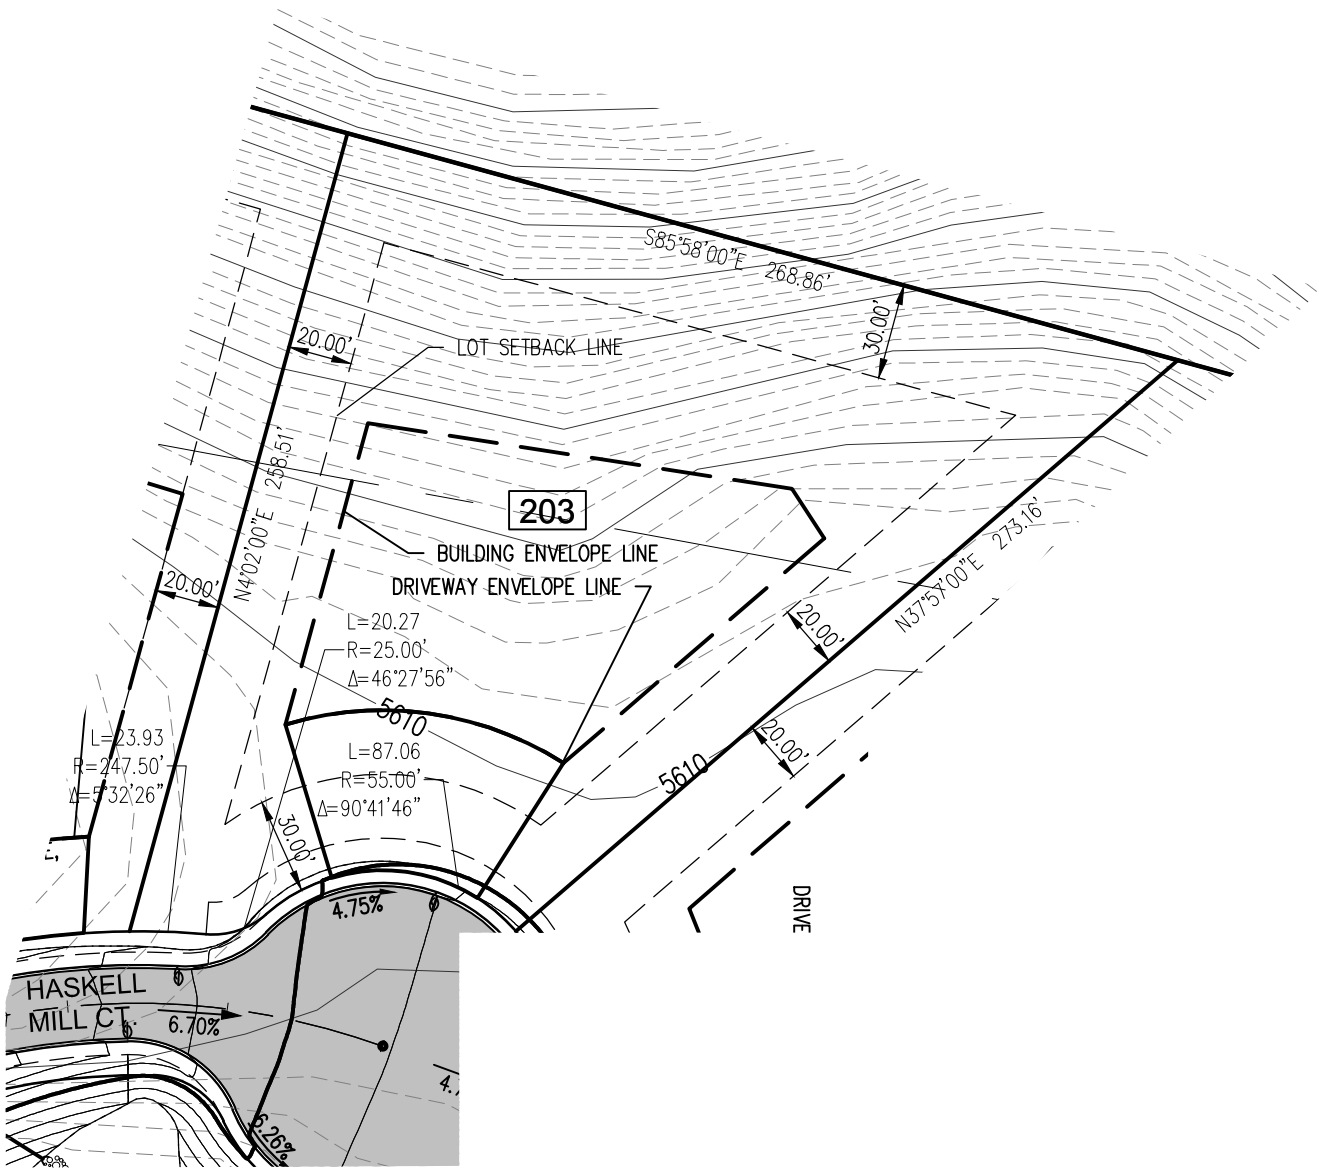 S85°58'00"E 268.86'
30.00'
20.00'
LOT SETBACK LINE
N4°02'00"E 258.51'
203
BUILDING ENVELOPE LINE
DRIVEWAY ENVELOPE LINE
N37°57'00"E 273.16'
20.00'
20.00'
L=20.27
R=25.00'
Δ=46°27'56"
5610
L=23.93
R=247.50'
Δ=5°32'26"
L=87.06
R=55.00'
Δ=90°41'46"
20.00'
5610
30.00'
4.75%
DRIVE
HASKELL
MILL CT.
6.70%
4.7
6.26%